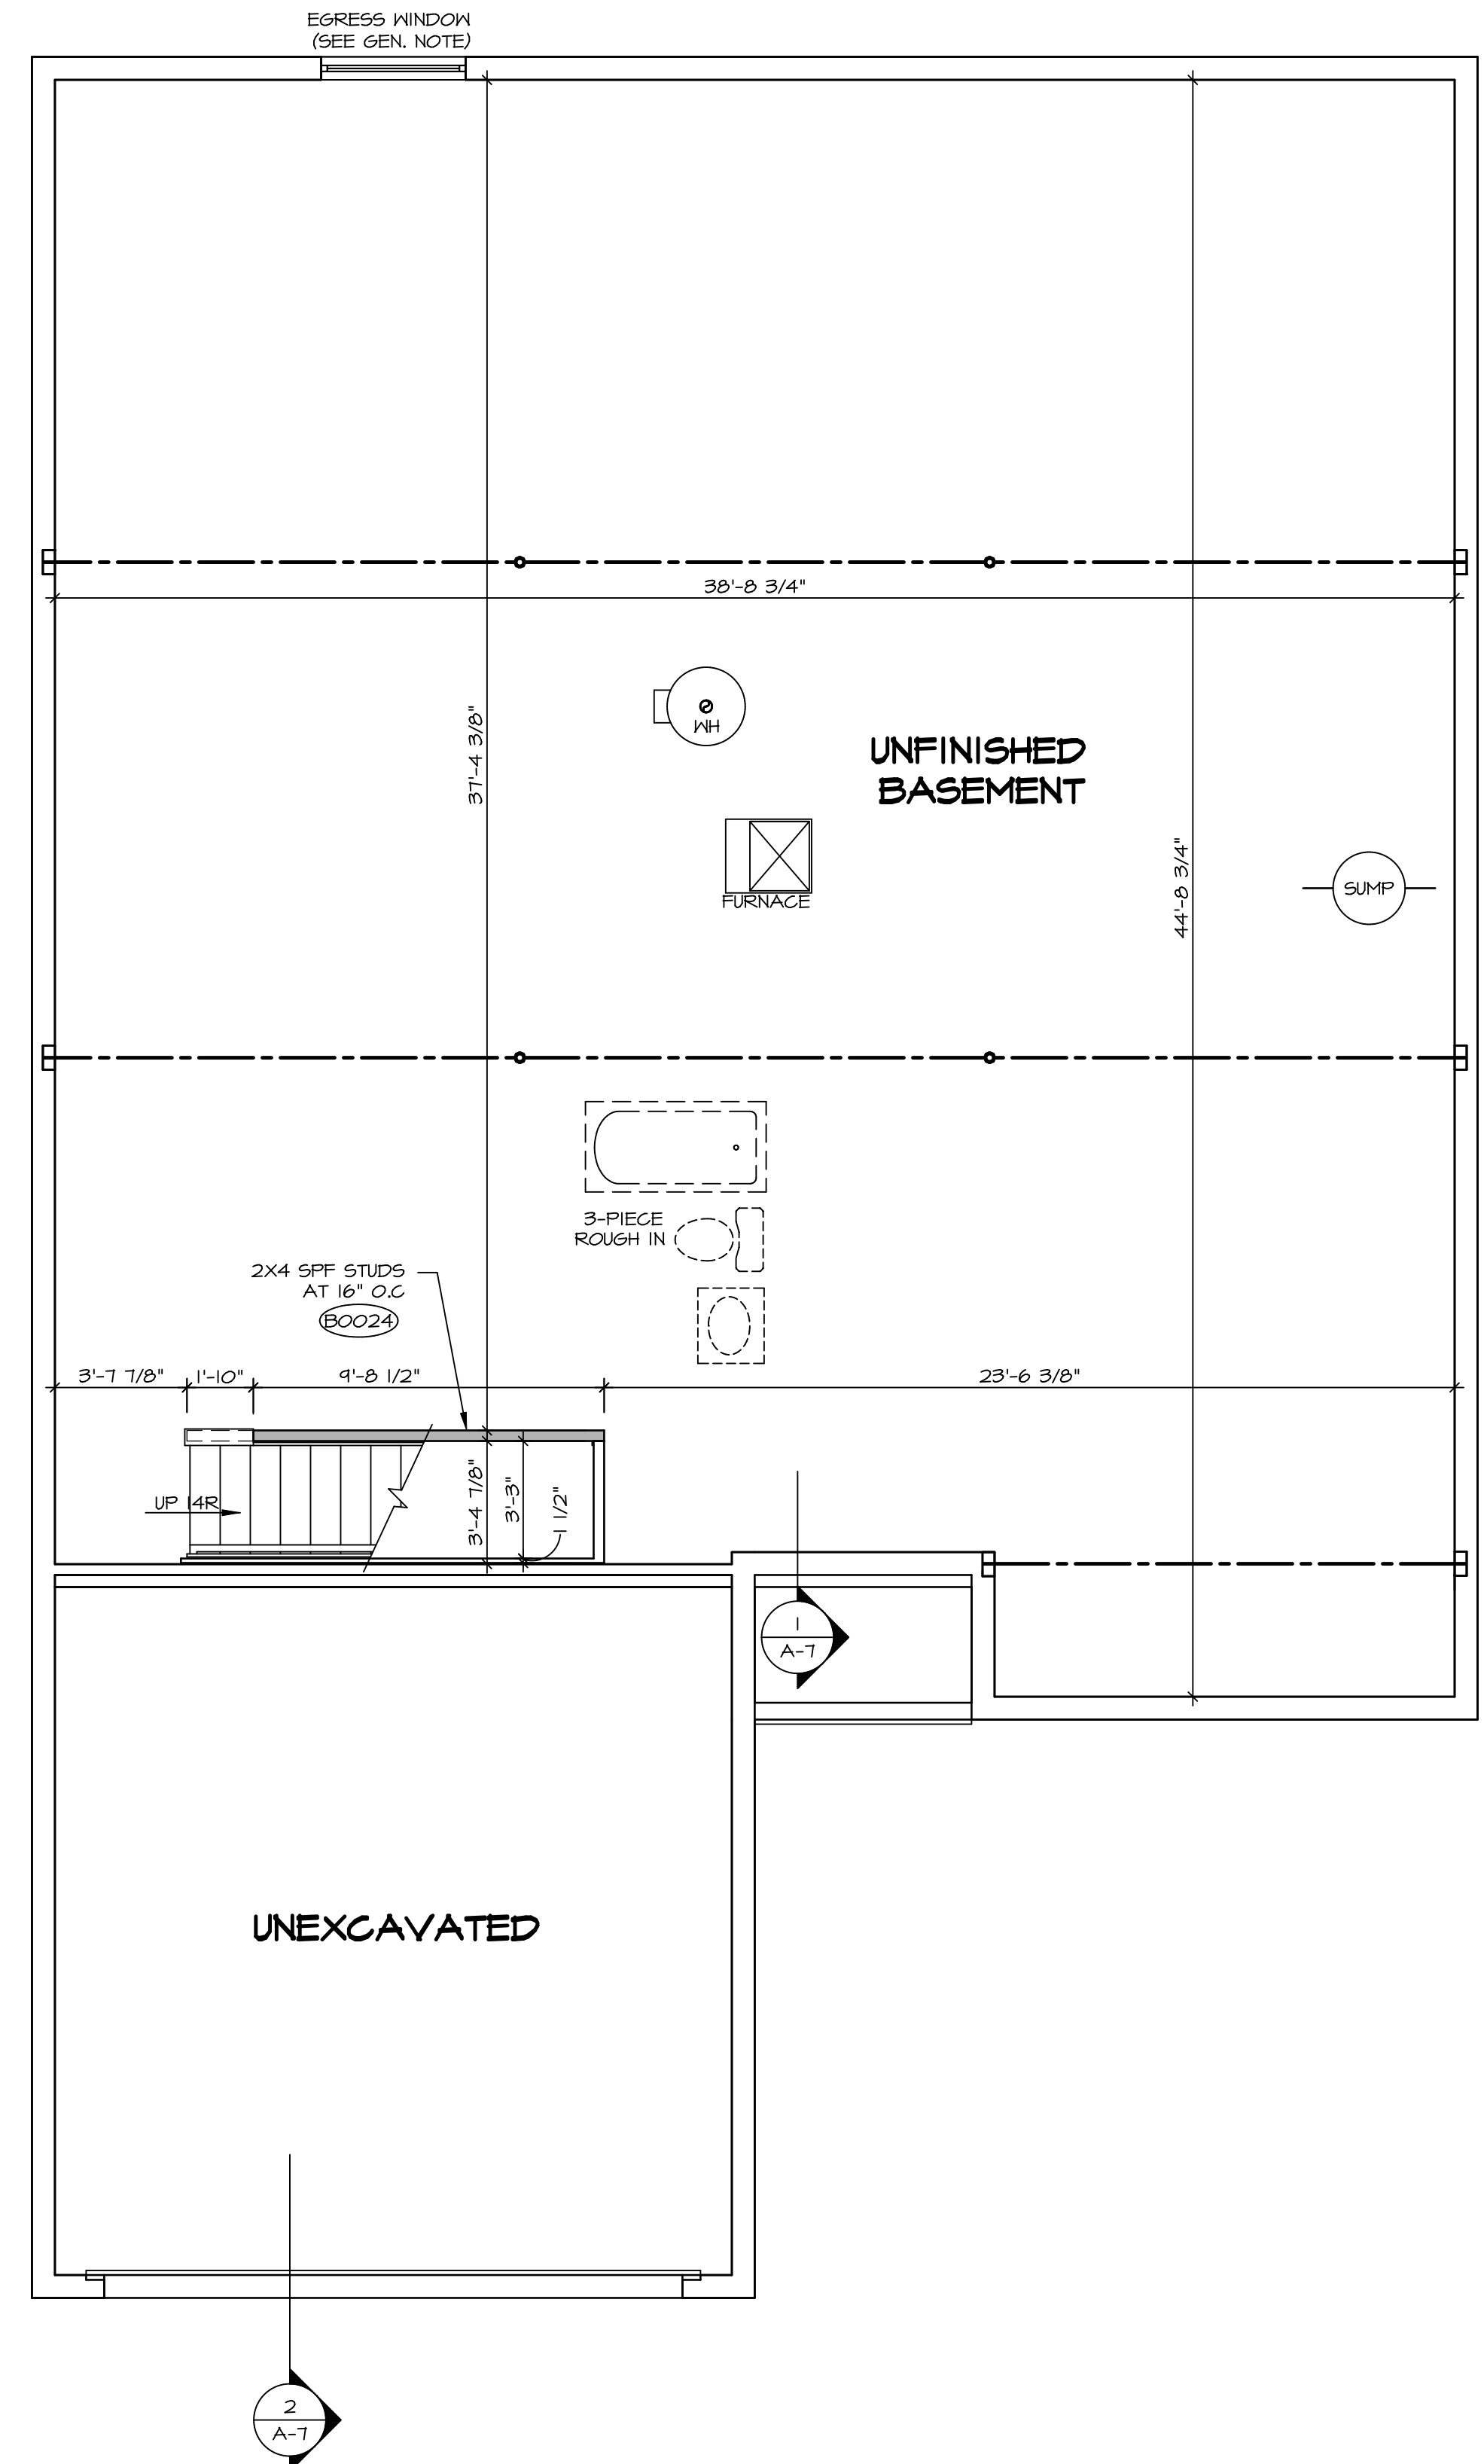 EGRESS WINDOW
(SEE GEN. NOTE)
38'-8 3/4"
37'-4 3/8"
WH
UNFINISHED
BASEMENT
FURNACE
44'-8 3/4"
SUMP
3-PIECE
ROUGH IN
2X4 SPF STUDS
AT 16" O.C
B0024
3'-7 7/8"
1'-10"
9'-8 1/2"
23'-6 3/8"
UP 14R
3'-4 7/8"
3'-3"
1 1/2"
1
A-7
UNEXCAVATED
2
A-7